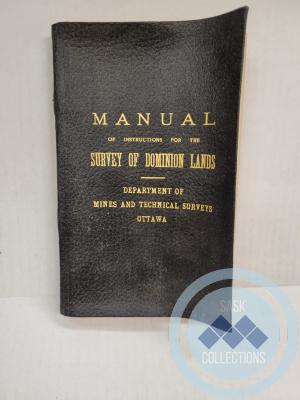 MANUAL
OF INSTRUCTIONS FOR THE
SURVEY OF DOMINION LANDS
DEPARTMENT OF
MINES AND TECHNICAL SURVEYS
OTTAWA
SASK
COLLECTIONS